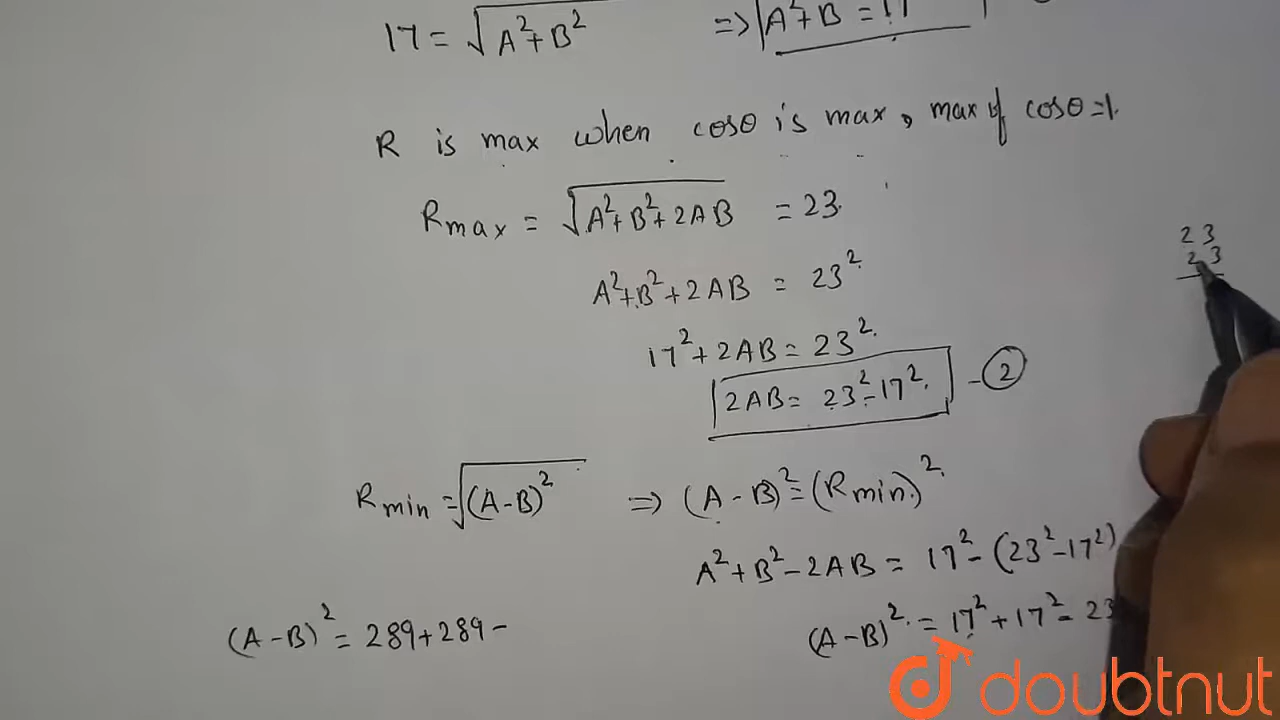 17 = √A²+B² ⇒ A²+B = 17
R is max when cosθ is max, max if cosθ=1.
Rmax = √A²+B²+2AB = 23.
23
23
A²+B²+2AB = 23².
17²+2AB = 23².
2AB = 23²-17². - ②
Rmin = √(A-B)² ⇒ (A-B)² = (Rmin.)².
A²+B²-2AB = 17²-(23²-17²)
(A-B)² = 289+289-
(A-B)². = 17²+17²-23
doubtnut